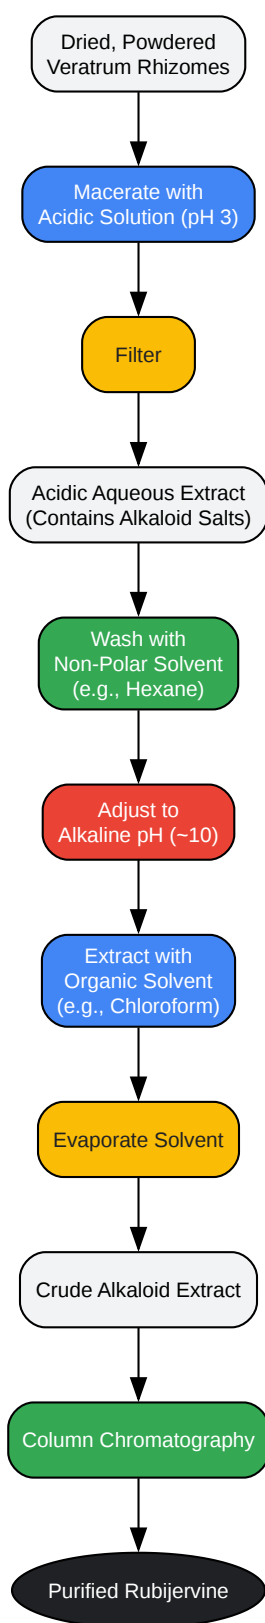 Dried, Powdered
Veratrum Rhizomes
Macerate with
Acidic Solution (pH 3)
Filter
Acidic Aqueous Extract
(Contains Alkaloid Salts)
Wash with
Non-Polar Solvent
(e.g., Hexane)
Adjust to
Alkaline pH (~10)
Extract with
Organic Solvent
(e.g., Chloroform)
Evaporate Solvent
Crude Alkaloid Extract
Column Chromatography
Purified Rubijervine